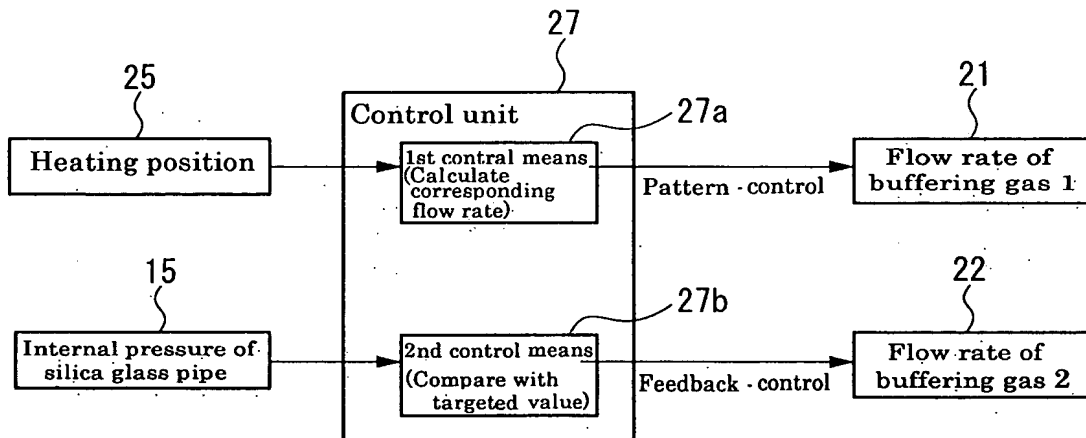 27
25
21
Control unit
27a
Heating position
1st contral means
(Calculate
corresponding
flow rate)
Pattern - control
Flow rate of
buffering gas 1
15
27b
22
Internal pressure of
silica glass pipe
2nd control means
(Compare with
targeted value)
Feedback - control
Flow rate of
buffering gas 2